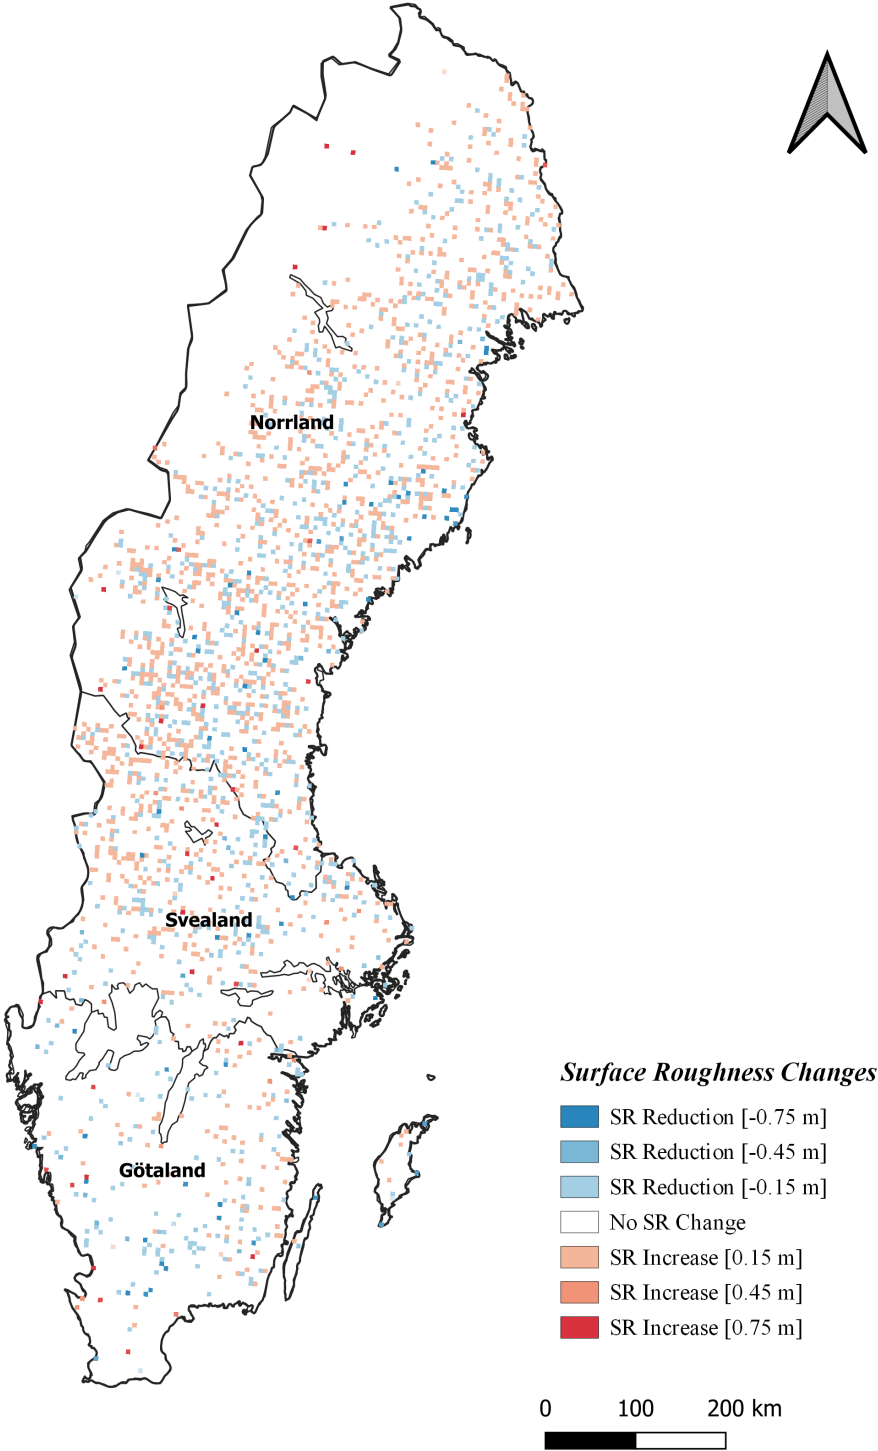 Norrland
Svealand
Götaland
Surface Roughness Changes
SR Reduction [-0.75 m]
SR Reduction [-0.45 m]
SR Reduction [-0.15 m]
No SR Change
SR Increase [0.15 m]
SR Increase [0.45 m]
SR Increase [0.75 m]
0 100 200 km